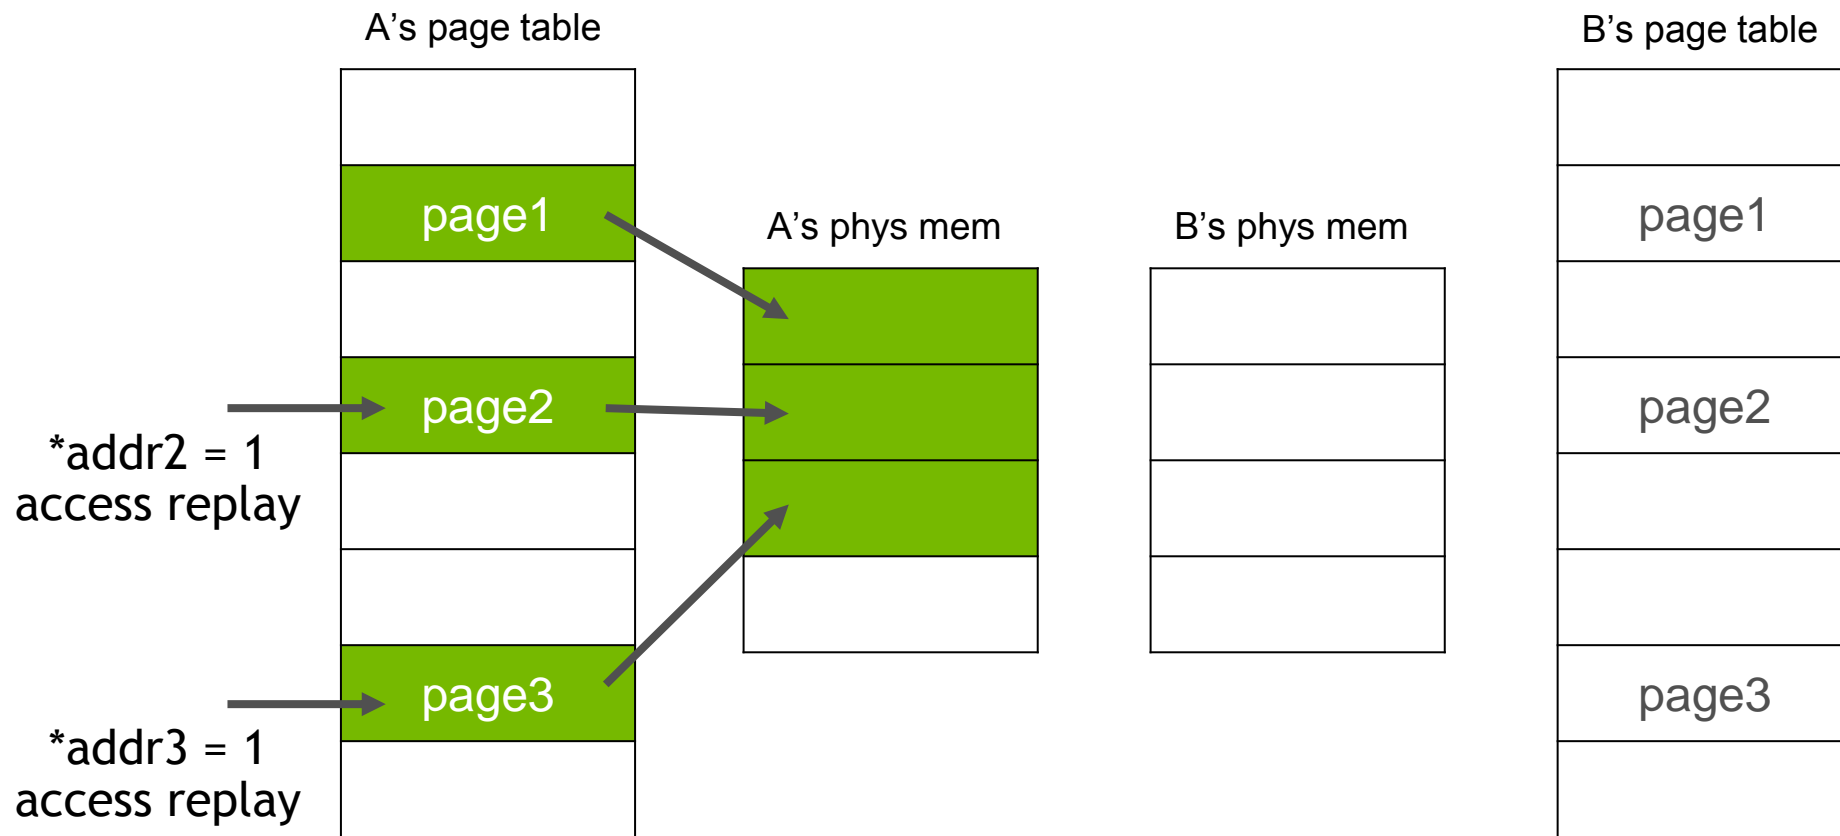 A’s page table
B’s page table
page1
A’s phys mem
B’s phys mem
page1
page2
page2
*addr2 = 1
access replay
page3
page3
*addr3 = 1
access replay